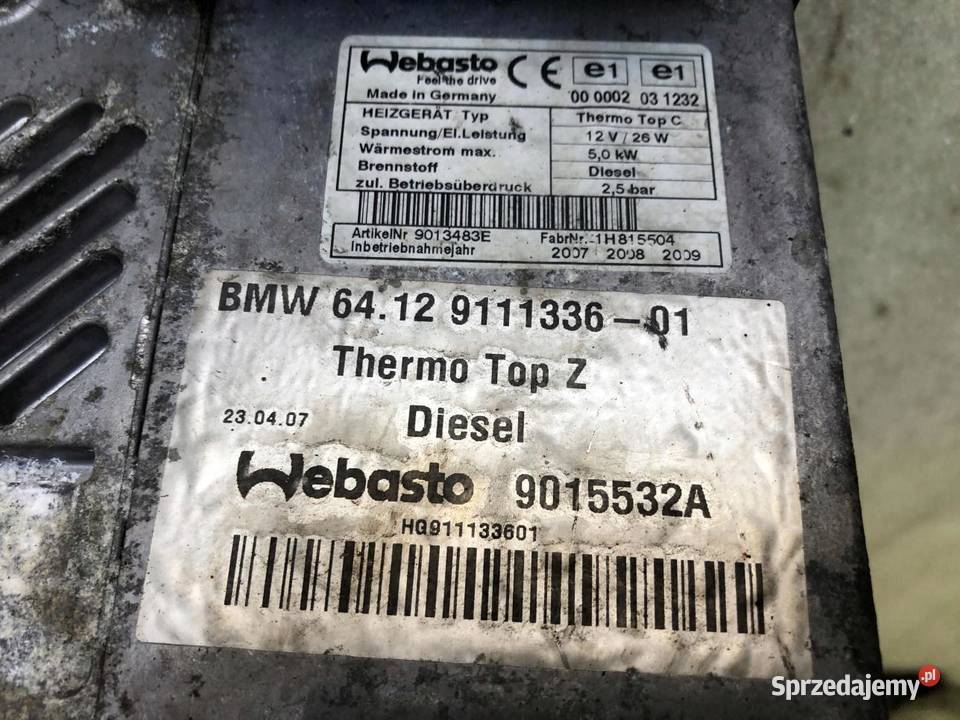 Webasto
Feel the drive
CE e1 e1
Made in Germany 00 0002 03 1232
HEIZGERÄT Typ Thermo Top C
Spannung/El.Leistung 12 V / 26 W
Wärmestrom max. 5,0 kW
Brennstoff Diesel
zul. Betriebsüberdruck 2,5 bar
ArtikelNr 9013483E FabrNr. 1H815504
Inbetriebnahmejahr 2007 2008 2009
BMW 64.12 9111336-01
Thermo Top Z
23.04.07 Diesel
Webasto 9015532A
HG911133601
Sprzedajemy.pl